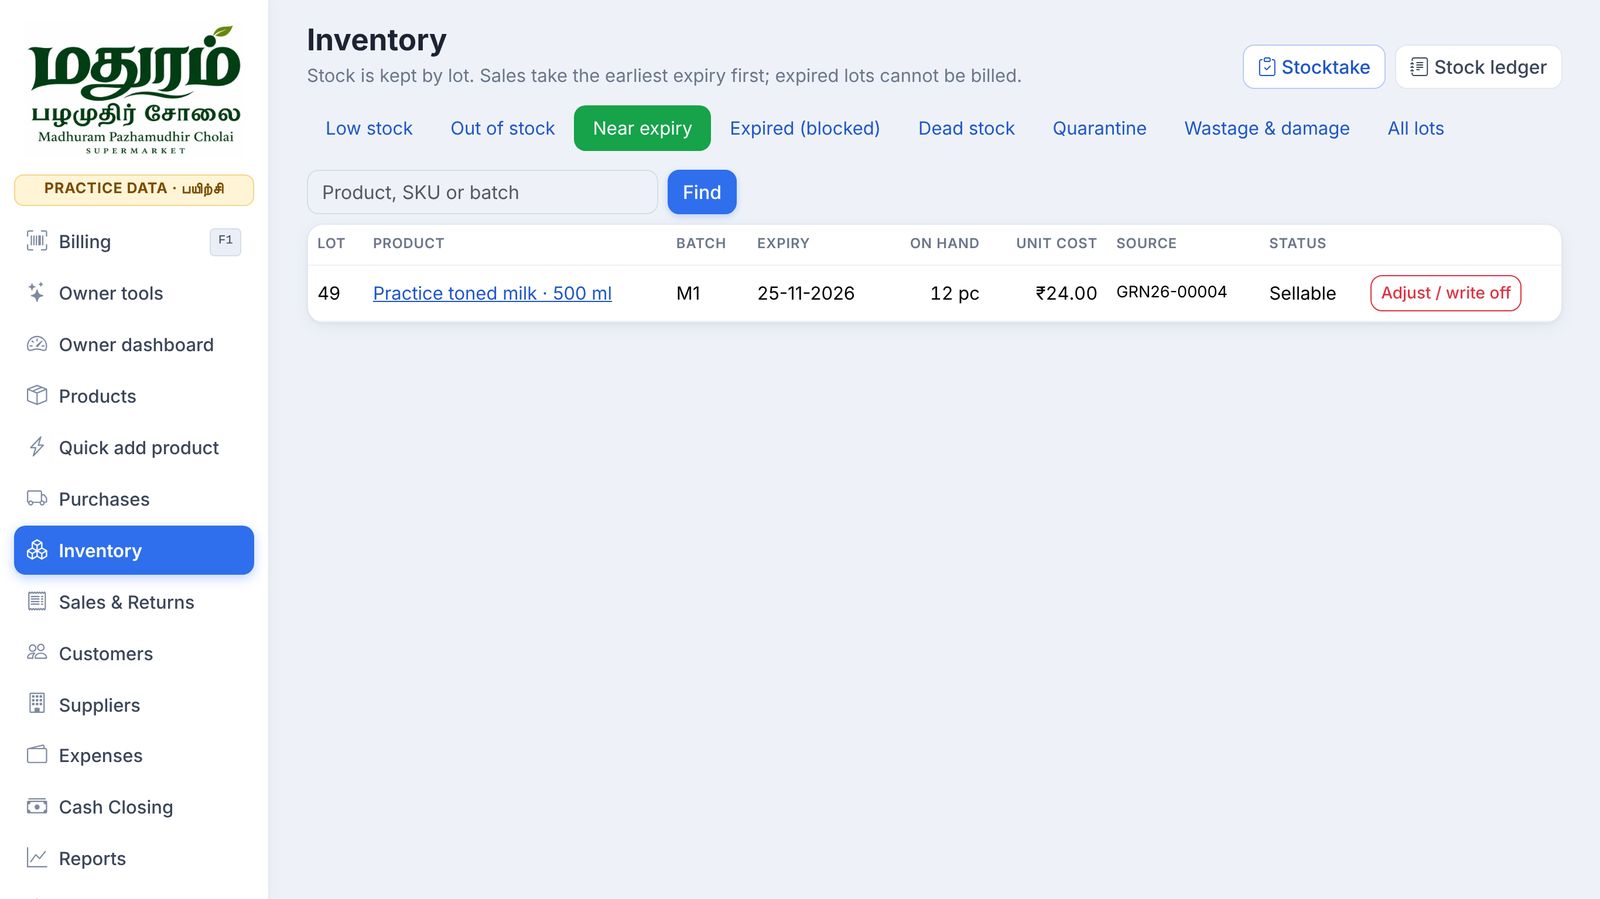 மதுரம்
பழமுதிர் சோலை
Madhuram Pazhamudhir Cholai
SUPERMARKET
PRACTICE DATA · பயிற்சி
Billing F1
Owner tools
Owner dashboard
Products
Quick add product
Purchases
Inventory
Sales & Returns
Customers
Suppliers
Expenses
Cash Closing
Reports
Inventory
Stock is kept by lot. Sales take the earliest expiry first; expired lots cannot be billed.
Stocktake Stock ledger
Low stock Out of stock Near expiry Expired (blocked) Dead stock Quarantine Wastage & damage All lots
Product, SKU or batch Find
LOT PRODUCT BATCH EXPIRY ON HAND UNIT COST SOURCE STATUS
49 Practice toned milk · 500 ml M1 25-11-2026 12 pc ₹24.00 GRN26-00004 Sellable Adjust / write off